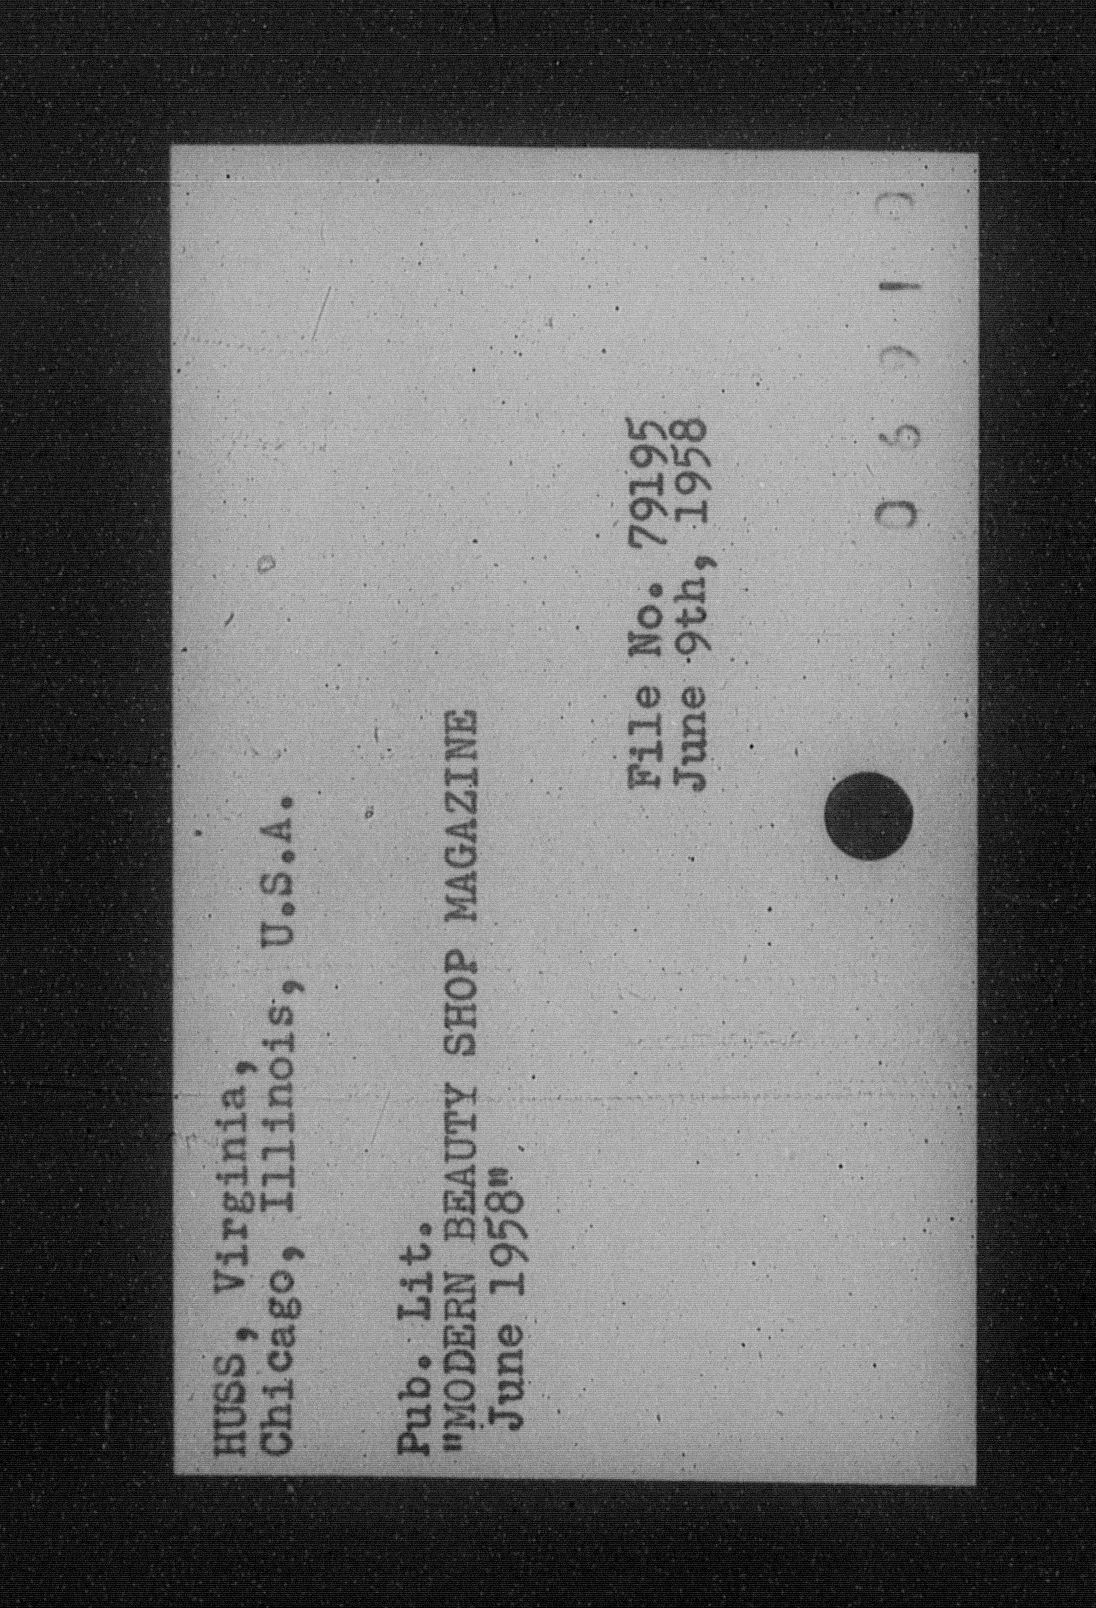 HUSS, Virginia,
Chicago, Illinois, U.S.A.
Pub. Lit.
"MODERN BEAUTY SHOP MAGAZINE
June 1958"
File No. 79195
June 9th, 1958